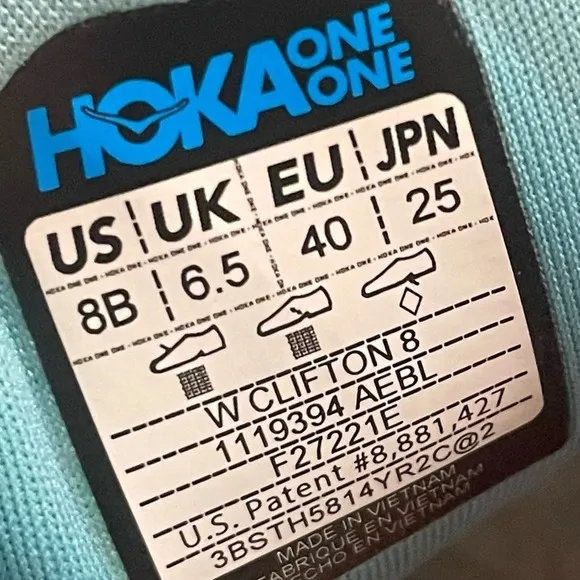 HOKA ONE ONE
US UK EU JPN
8B 6.5 40 25
W CLIFTON 8
1119394 AEBL
F27221E
U.S. Patent #8,881,427
3BSTH5814YR2C@2
MADE IN VIETNAM
FABRIQUE EN VIETNAM
HECHO EN VIETNAM